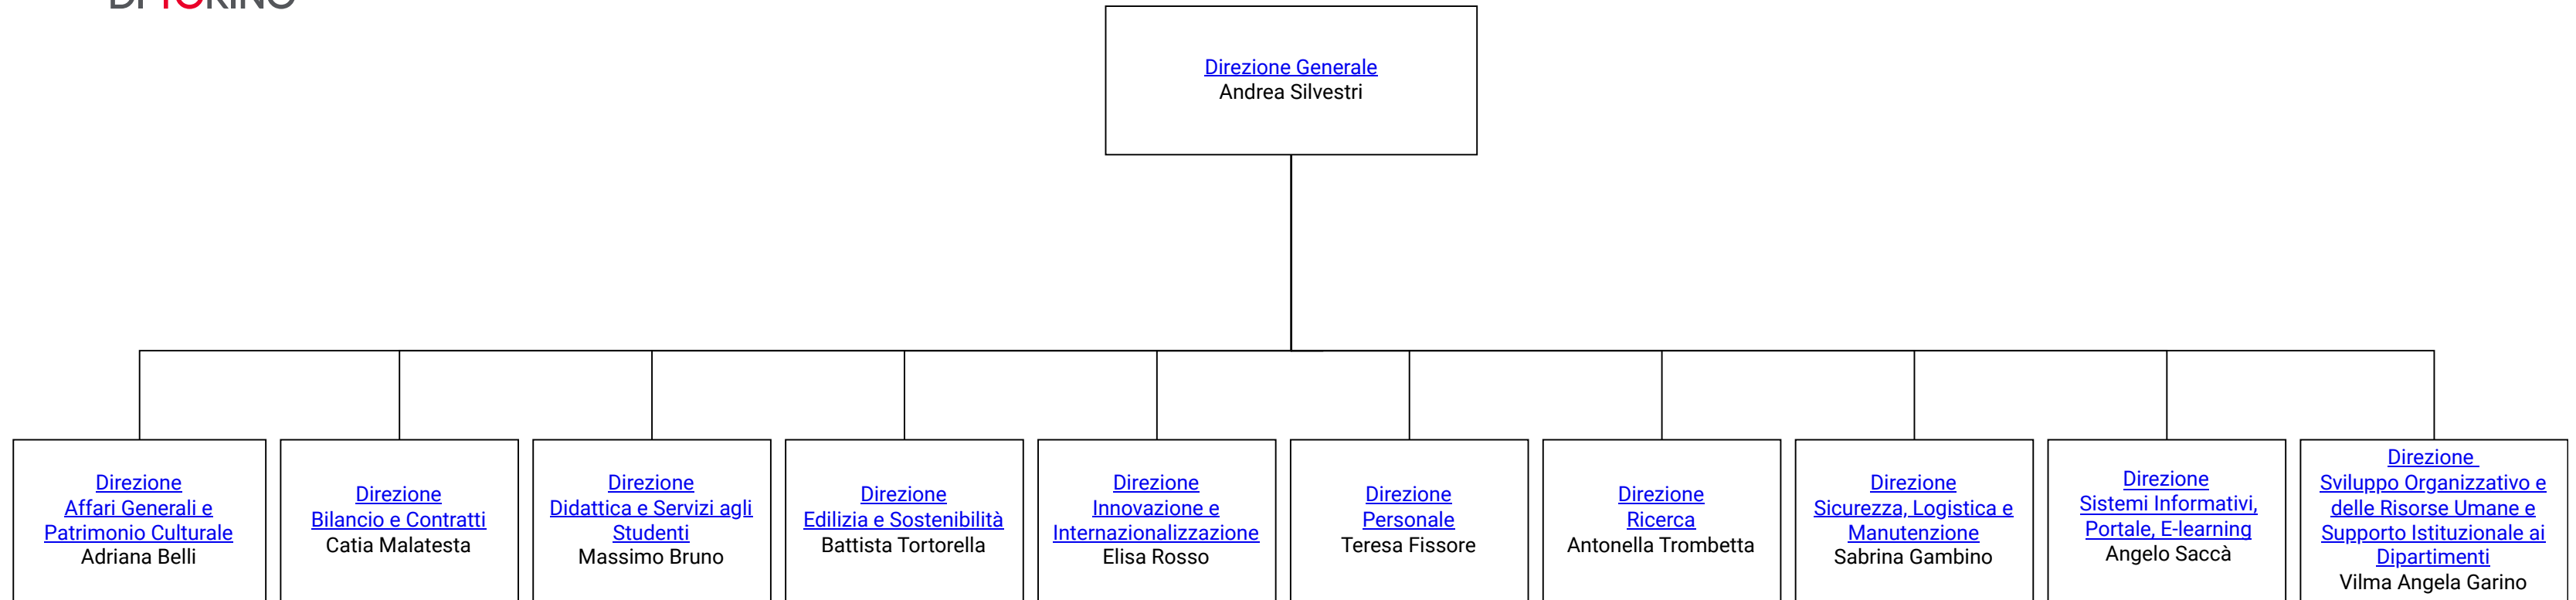 DI TORINO
Direzione Generale
Andrea Silvestri
Direzione
Affari Generali e
Patrimonio Culturale
Adriana Belli
Direzione
Bilancio e Contratti
Catia Malatesta
Direzione
Didattica e Servizi agli
Studenti
Massimo Bruno
Direzione
Edilizia e Sostenibilità
Battista Tortorella
Direzione
Innovazione e
Internazionalizzazione
Elisa Rosso
Direzione
Personale
Teresa Fissore
Direzione
Ricerca
Antonella Trombetta
Direzione
Sicurezza, Logistica e
Manutenzione
Sabrina Gambino
Direzione
Sistemi Informativi,
Portale, E-learning
Angelo Saccà
Direzione
Sviluppo Organizzativo e
delle Risorse Umane e
Supporto Istituzionale ai
Dipartimenti
Vilma Angela Garino